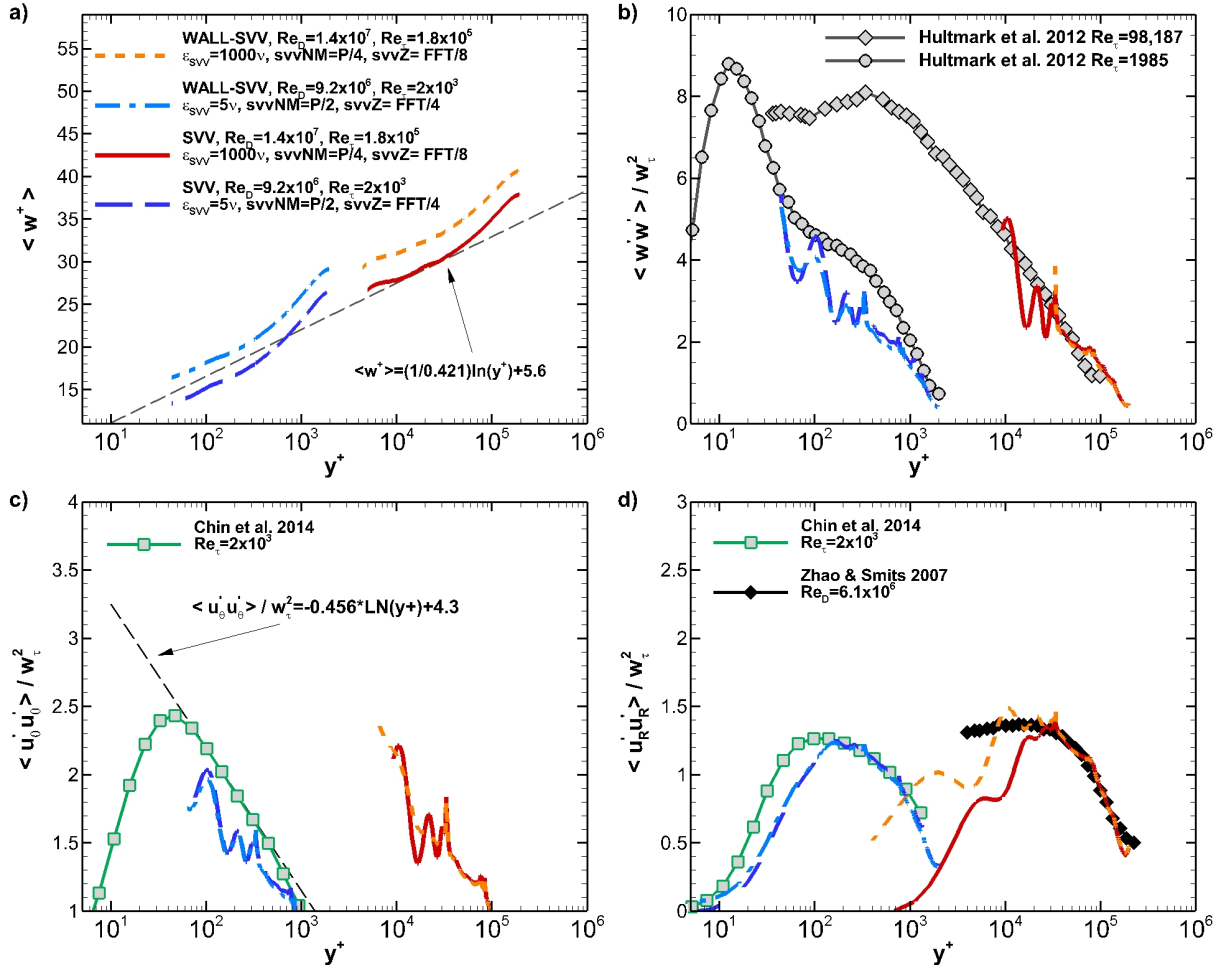 a)
WALL-SVV, Re_D=1.4x10^7, Re_τ=1.8x10^5
ε_SVV=1000ν, svvNM=P/4, svvZ= FFT/8
WALL-SVV, Re_D=9.2x10^6, Re_τ=2x10^3
ε_SVV=5ν, svvNM=P/2, svvZ= FFT/4
SVV, Re_D=1.4x10^7, Re_τ=1.8x10^5
ε_SVV=1000ν, svvNM=P/4, svvZ= FFT/8
SVV, Re_D=9.2x10^6, Re_τ=2x10^3
ε_SVV=5ν, svvNM=P/2, svvZ= FFT/4
<w^+>=(1/0.421)ln(y^+)+5.6
< w^+ >
55
50
45
40
35
30
25
20
15
10^1 10^2 10^3 10^4 10^5 10^6
y^+
b)
Hultmark et al. 2012 Re_τ=98,187
Hultmark et al. 2012 Re_τ=1985
< w'w' > / w_τ^2
10
8
6
4
2
0
10^1 10^2 10^3 10^4 10^5 10^6
y^+
c)
Chin et al. 2014
Re_τ=2x10^3
< u_θ'u_θ' > / w_τ^2=-0.456*LN(y+)+4.3
< u_θ'u_θ' > / w_τ^2
4
3.5
3
2.5
2
1.5
1
10^1 10^2 10^3 10^4 10^5 10^6
y^+
d)
Chin et al. 2014
Re_τ=2x10^3
Zhao & Smits 2007
Re_D=6.1x10^6
< u_R'u_R' > / w_τ^2
3
2.5
2
1.5
1
0.5
0
10^1 10^2 10^3 10^4 10^5 10^6
y^+